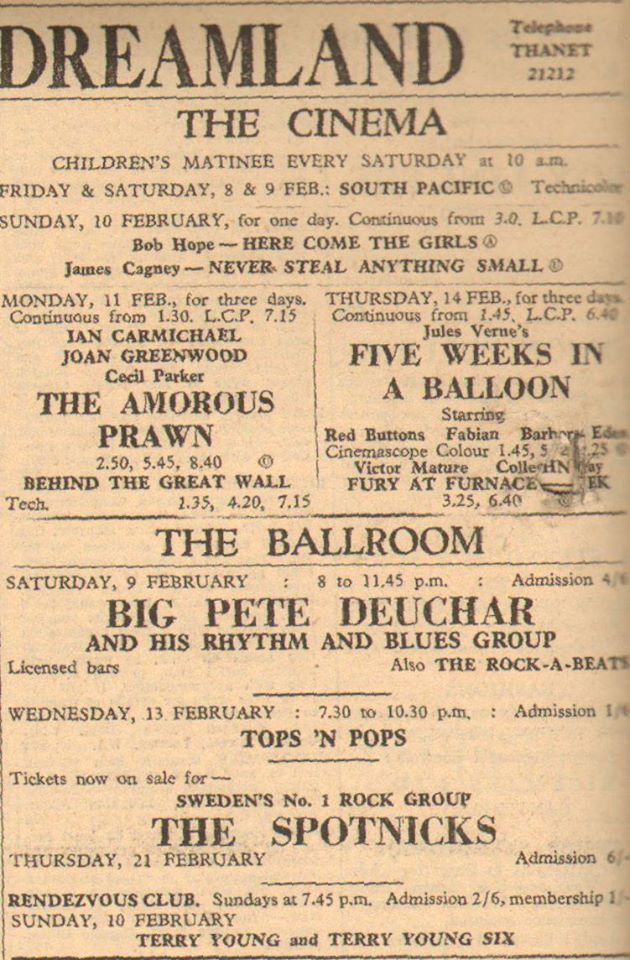 DREAMLAND
Telephone
THANET
21212
THE CINEMA
CHILDREN'S MATINEE EVERY SATURDAY at 10 a.m.
FRIDAY & SATURDAY, 8 & 9 FEB.: SOUTH PACIFIC Ⓤ Technicolor
SUNDAY, 10 FEBRUARY, for one day. Continuous from 3.0. L.C.P. 7.10
Bob Hope — HERE COME THE GIRLS Ⓐ
James Cagney — NEVER STEAL ANYTHING SMALL Ⓤ
MONDAY, 11 FEB., for three days.
Continuous from 1.30. L.C.P. 7.15
IAN CARMICHAEL
JOAN GREENWOOD
Cecil Parker
THE AMOROUS
PRAWN
2.50, 5.45, 8.40 Ⓤ
BEHIND THE GREAT WALL
Tech. 1.35, 4.20, 7.15
THURSDAY, 14 FEB., for three days.
Continuous from 1.45. L.C.P. 6.40
Jules Verne's
FIVE WEEKS IN
A BALLOON
Starring
Red Buttons Fabian Barbara Eden
Cinemascope Colour 1.45, 5
Victor Mature
FURY AT FURNACE
3.25, 6.40
THE BALLROOM
SATURDAY, 9 FEBRUARY : 8 to 11.45 p.m. : Admission
BIG PETE DEUCHAR
AND HIS RHYTHM AND BLUES GROUP
Licensed bars Also THE ROCK-A-BEATS
WEDNESDAY, 13 FEBRUARY : 7.30 to 10.30 p.m. : Admission
TOPS 'N POPS
Tickets now on sale for —
SWEDEN'S No. 1 ROCK GROUP
THE SPOTNICKS
THURSDAY, 21 FEBRUARY Admission 6/-
RENDEZVOUS CLUB. Sundays at 7.45 p.m. Admission 2/6, membership 1/-
SUNDAY, 10 FEBRUARY
TERRY YOUNG and TERRY YOUNG SIX